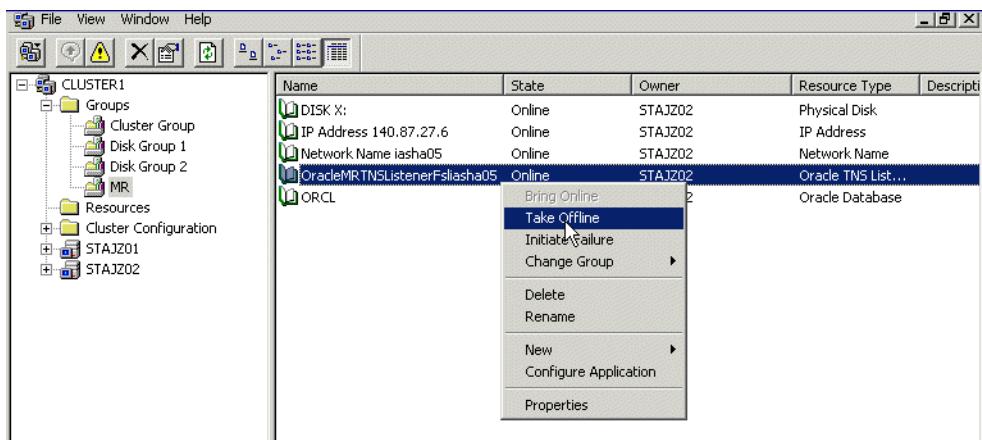 File View Window Help
CLUSTER1
Groups
Cluster Group
Disk Group 1
Disk Group 2
MR
Resources
Cluster Configuration
STAJZ01
STAJZ02
Name State Owner Resource Type Descripti
DISK X: Online STAJZ02 Physical Disk
IP Address 140.87.27.6 Online STAJZ02 IP Address
Network Name iasha05 Online STAJZ02 Network Name
OracleMRTNSListenerFsliasha05 Online STAJZ02 Oracle TNS List...
ORCL 2 Oracle Database
Bring Online
Take Offline
Initiate Failure
Change Group
Delete
Rename
New
Configure Application
Properties